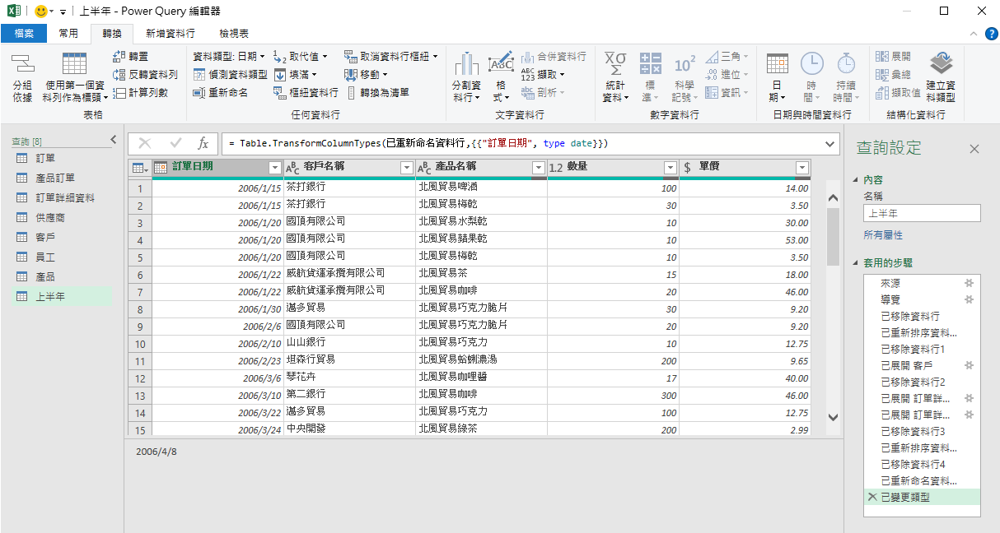 上半年 - Power Query 編輯器
檔案 常用 轉換 新增資料行 檢視表
分組依據
使用第一個資料列作為標頭
轉置
反轉資料列
計算列數
表格
資料類型: 日期
偵測資料類型
重新命名
取代值
填滿
樞紐資料行
取消資料行樞紐
移動
轉換為清單
任何資料行
分割資料行
格式
合併資料行
擷取
剖析
文字資料行
統計資料
標準
科學記號
三角
進位
資訊
數字資料行
日期
時間
持續時間
日期與時間資料行
展開
彙總
擷取值
建立資料類型
結構化資料行
查詢 [8]
訂單
產品訂單
訂單詳細資料
供應商
客戶
員工
產品
上半年
fx = Table.TransformColumnTypes(已重新命名資料行,{{"訂單日期", type date}})
訂單日期 ABC 客戶名稱 ABC 產品名稱 1.2 數量 $ 單價
1 2006/1/15 茶打銀行 北風貿易啤酒 100 14.00
2 2006/1/15 茶打銀行 北風貿易梅乾 30 3.50
3 2006/1/20 國頂有限公司 北風貿易水梨乾 10 30.00
4 2006/1/20 國頂有限公司 北風貿易蘋果乾 10 53.00
5 2006/1/20 國頂有限公司 北風貿易梅乾 10 3.50
6 2006/1/22 威航貨運承攬有限公司 北風貿易茶 15 18.00
7 2006/1/22 威航貨運承攬有限公司 北風貿易咖啡 20 46.00
8 2006/1/30 邁多貿易 北風貿易巧克力脆片 30 9.20
9 2006/2/6 國頂有限公司 北風貿易巧克力脆片 20 9.20
10 2006/2/10 山山銀行 北風貿易巧克力 10 12.75
11 2006/2/23 坦森行貿易 北風貿易蛤蜊濃湯 200 9.65
12 2006/3/6 琴花卉 北風貿易咖哩醬 17 40.00
13 2006/3/10 第二銀行 北風貿易咖啡 300 46.00
14 2006/3/22 邁多貿易 北風貿易巧克力 100 12.75
15 2006/3/24 中央開發 北風貿易綠茶 200 2.99
2006/4/8
查詢設定
內容
名稱
上半年
所有屬性
套用的步驟
來源
導覽
已移除資料行
已重新排序資料...
已移除資料行1
已展開 客戶
已移除資料行2
已展開 訂單詳...
已展開 訂單詳...
已移除資料行3
已重新排序資料...
已移除資料行4
已重新命名資料...
已變更類型